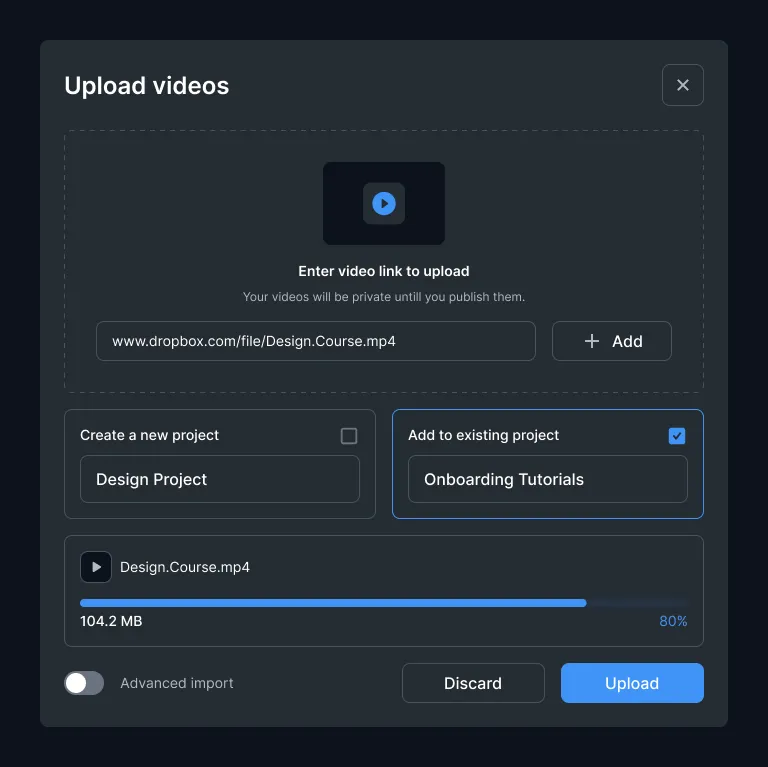 Upload videos
Enter video link to upload
Your videos will be private untill you publish them.
www.dropbox.com/file/Design.Course.mp4
Add
Create a new project
Design Project
Add to existing project
Onboarding Tutorials
Design.Course.mp4
104.2 MB
80%
Advanced import
Discard
Upload